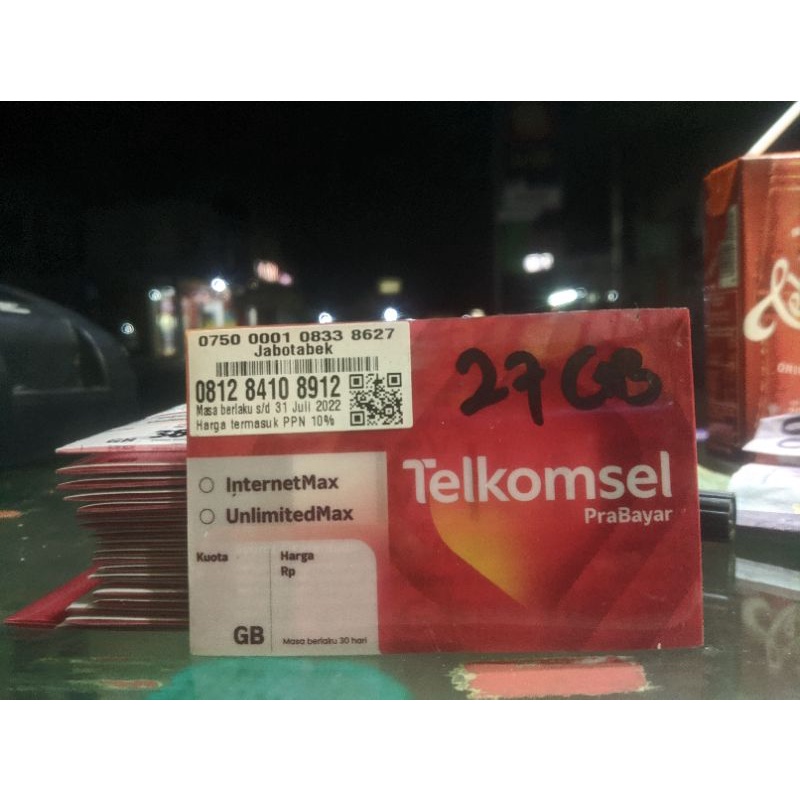 0750 0001 0833 8627
Jabotabek
0812 8410 8912
Masa berlaku s/d 31 Juli 2022
Harga termasuk PPN 10%
27 GB
InternetMax
UnlimitedMax
Telkomsel
PraBayar
Kuota
Harga
Rp
GB
Masa berlaku 30 hari
GB